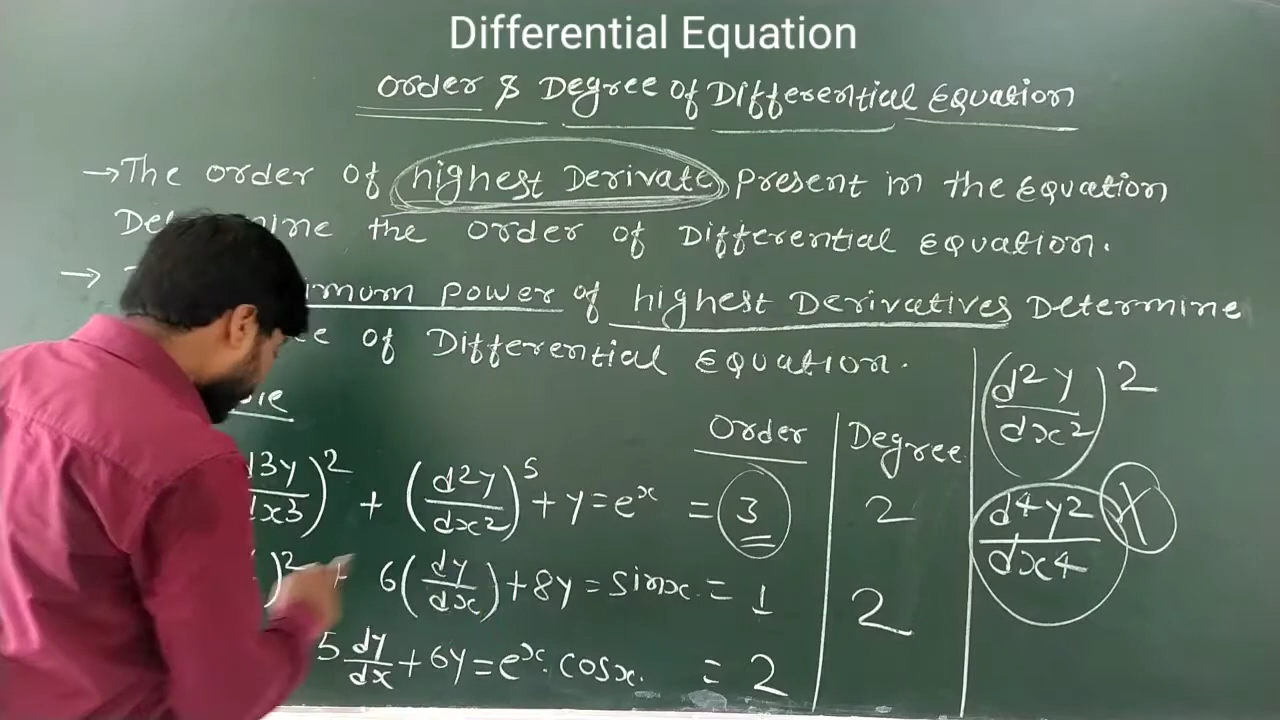 Differential Equation
Order & Degree of Differential Equation
→The order of highest Derivate present in the Equation
the order of Differential Equation.
→
power of highest Derivatives Determine
of Differential Equation.
Order
Degree
(d2y/dx2)2
d3y/dx3)2 + (d2y/dx2)5 + y = ex = 3
2
d4y2/dx4
)2 + 6(dy/dx) + 8y = sinx = 1
2
5 dy/dx + 6y = ex. cosx. = 2